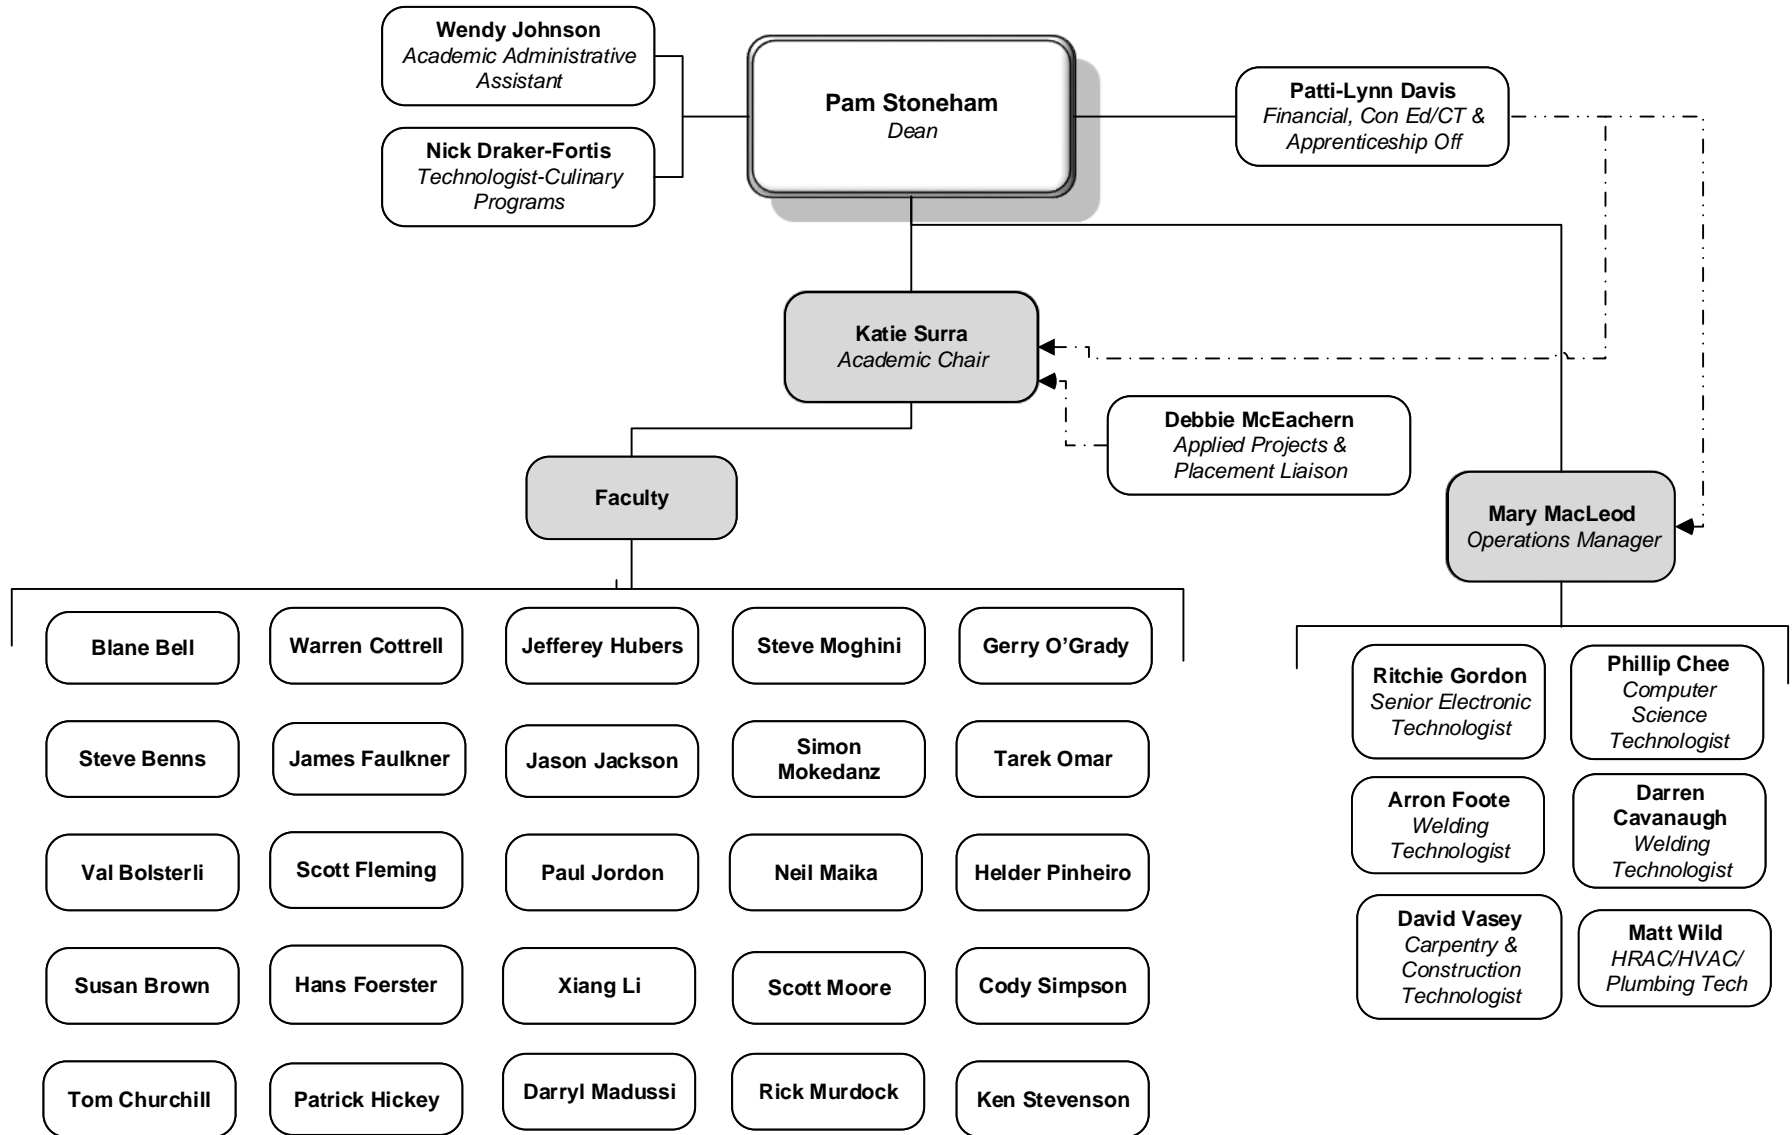 Wendy Johnson
Academic Administrative
Assistant
Nick Draker-Fortis
Technologist-Culinary
Programs
Pam Stoneham
Dean
Patti-Lynn Davis
Financial, Con Ed/CT &
Apprenticeship Off
Katie Surra
Academic Chair
Debbie McEachern
Applied Projects &
Placement Liaison
Faculty
Mary MacLeod
Operations Manager
Blane Bell
Warren Cottrell
Jefferey Hubers
Steve Moghini
Gerry O'Grady
Steve Benns
James Faulkner
Jason Jackson
Simon
Mokedanz
Tarek Omar
Val Bolsterli
Scott Fleming
Paul Jordon
Neil Maika
Helder Pinheiro
Susan Brown
Hans Foerster
Xiang Li
Scott Moore
Cody Simpson
Tom Churchill
Patrick Hickey
Darryl Madussi
Rick Murdock
Ken Stevenson
Ritchie Gordon
Senior Electronic
Technologist
Phillip Chee
Computer
Science
Technologist
Arron Foote
Welding
Technologist
Darren
Cavanaugh
Welding
Technologist
David Vasey
Carpentry &
Construction
Technologist
Matt Wild
HRAC/HVAC/
Plumbing Tech